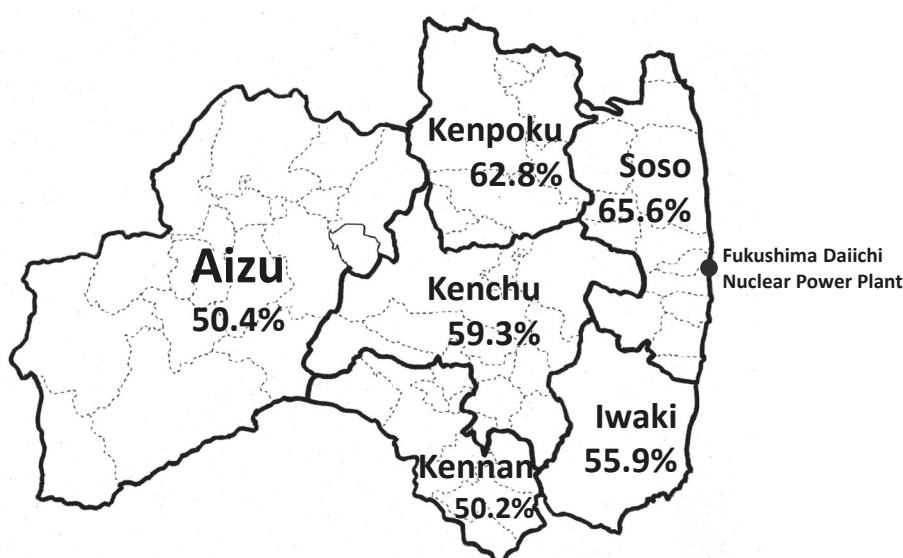 Kenpoku
62.8%
Soso
65.6%
Aizu
50.4%
Fukushima Daiichi
Nuclear Power Plant
Kenchu
59.3%
Iwaki
55.9%
Kennan
50.2%